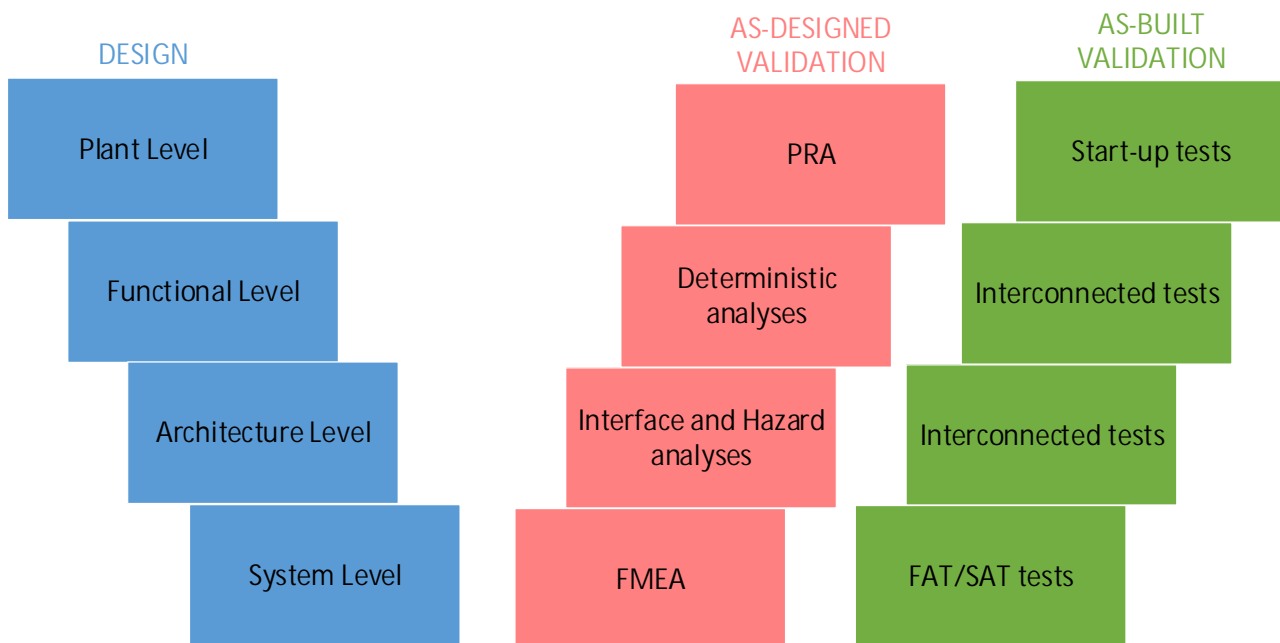 DESIGN
AS-DESIGNED
VALIDATION
AS-BUILT
VALIDATION
Plant Level
PRA
Start-up tests
Functional Level
Deterministic
analyses
Interconnected tests
Architecture Level
Interface and Hazard
analyses
Interconnected tests
System Level
FMEA
FAT/SAT tests